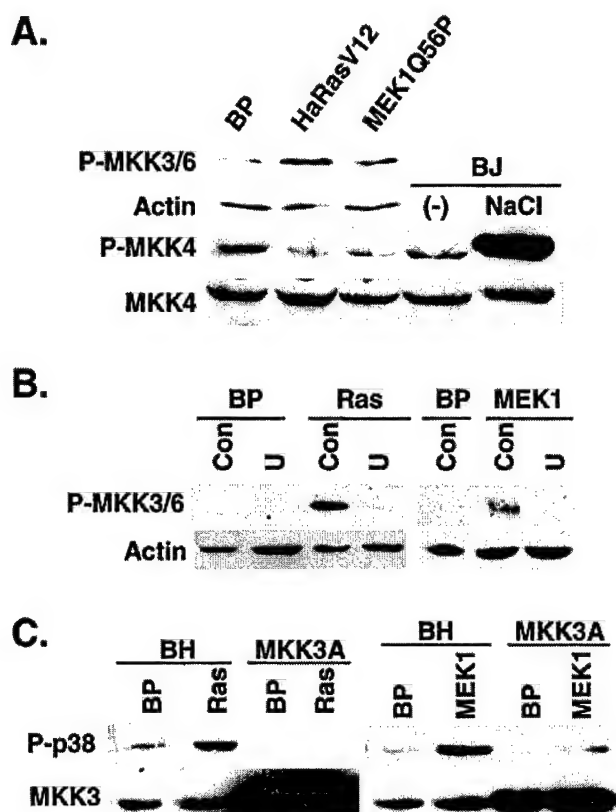 A.
BP HaRasV12 MEK1Q56P
P-MKK3/6
BJ
Actin (-) NaCl
P-MKK4
MKK4
B.
BP Ras BP MEK1
Con U Con U Con Con U
P-MKK3/6
Actin
C.
BH MKK3A BH MKK3A
BP Ras BP Ras BP MEK1 BP MEK1
P-p38
MKK3